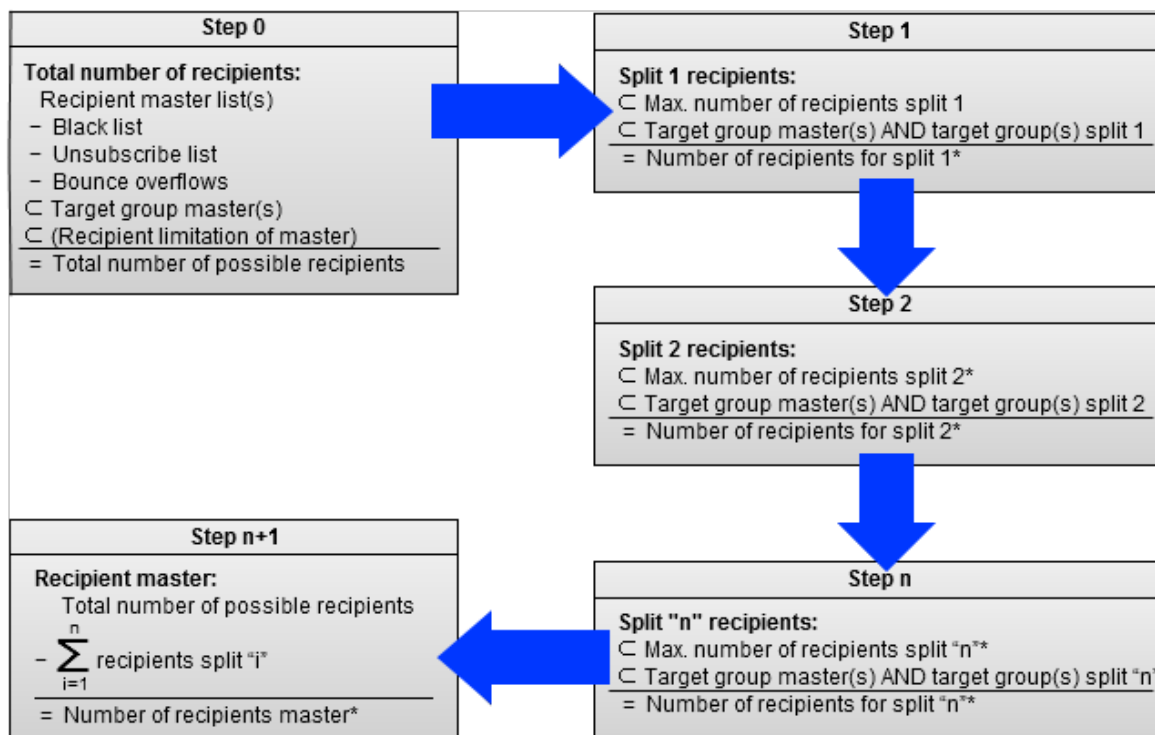 Step 0
Total number of recipients:
Recipient master list(s)
− Black list
− Unsubscribe list
− Bounce overflows
⊂ Target group master(s)
⊂ (Recipient limitation of master)
= Total number of possible recipients
Step 1
Split 1 recipients:
⊂ Max. number of recipients split 1
⊂ Target group master(s) AND target group(s) split 1
= Number of recipients for split 1*
Step 2
Split 2 recipients:
⊂ Max. number of recipients split 2*
⊂ Target group master(s) AND target group(s) split 2
= Number of recipients for split 2*
Step n
Split "n" recipients:
⊂ Max. number of recipients split “n”*
⊂ Target group master(s) AND target group(s) split “n”
= Number of recipients for split “n”*
Step n+1
Recipient master:
Total number of possible recipients
n
− ∑ recipients split “i”
i=1
= Number of recipients master*